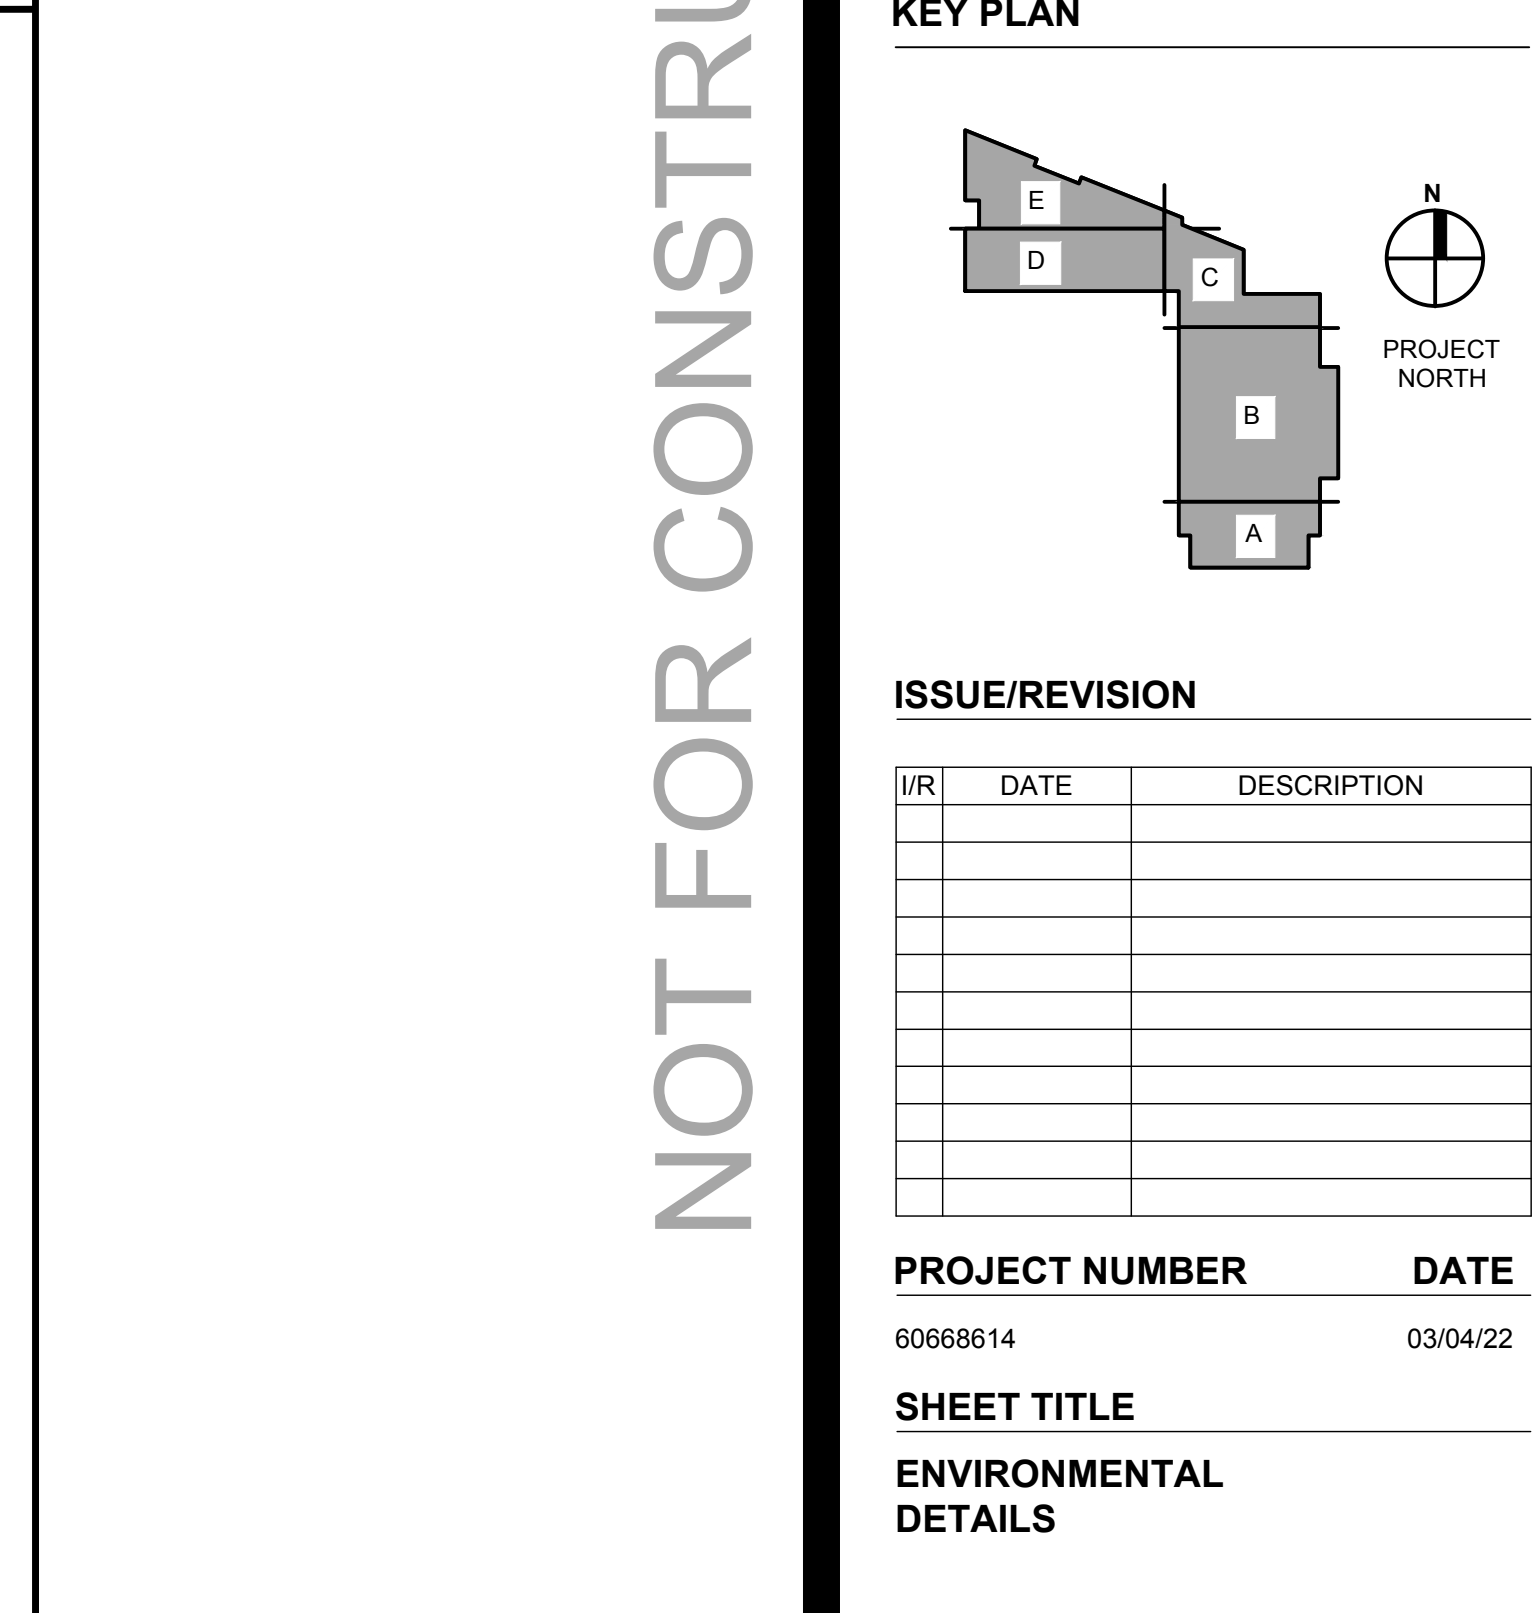 NOT FOR CONSTRU
KEY PLAN
E
D
C
B
A
N
PROJECT
NORTH
ISSUE/REVISION
I/R DATE DESCRIPTION
PROJECT NUMBER DATE
60668614 03/04/22
SHEET TITLE
ENVIRONMENTAL
DETAILS